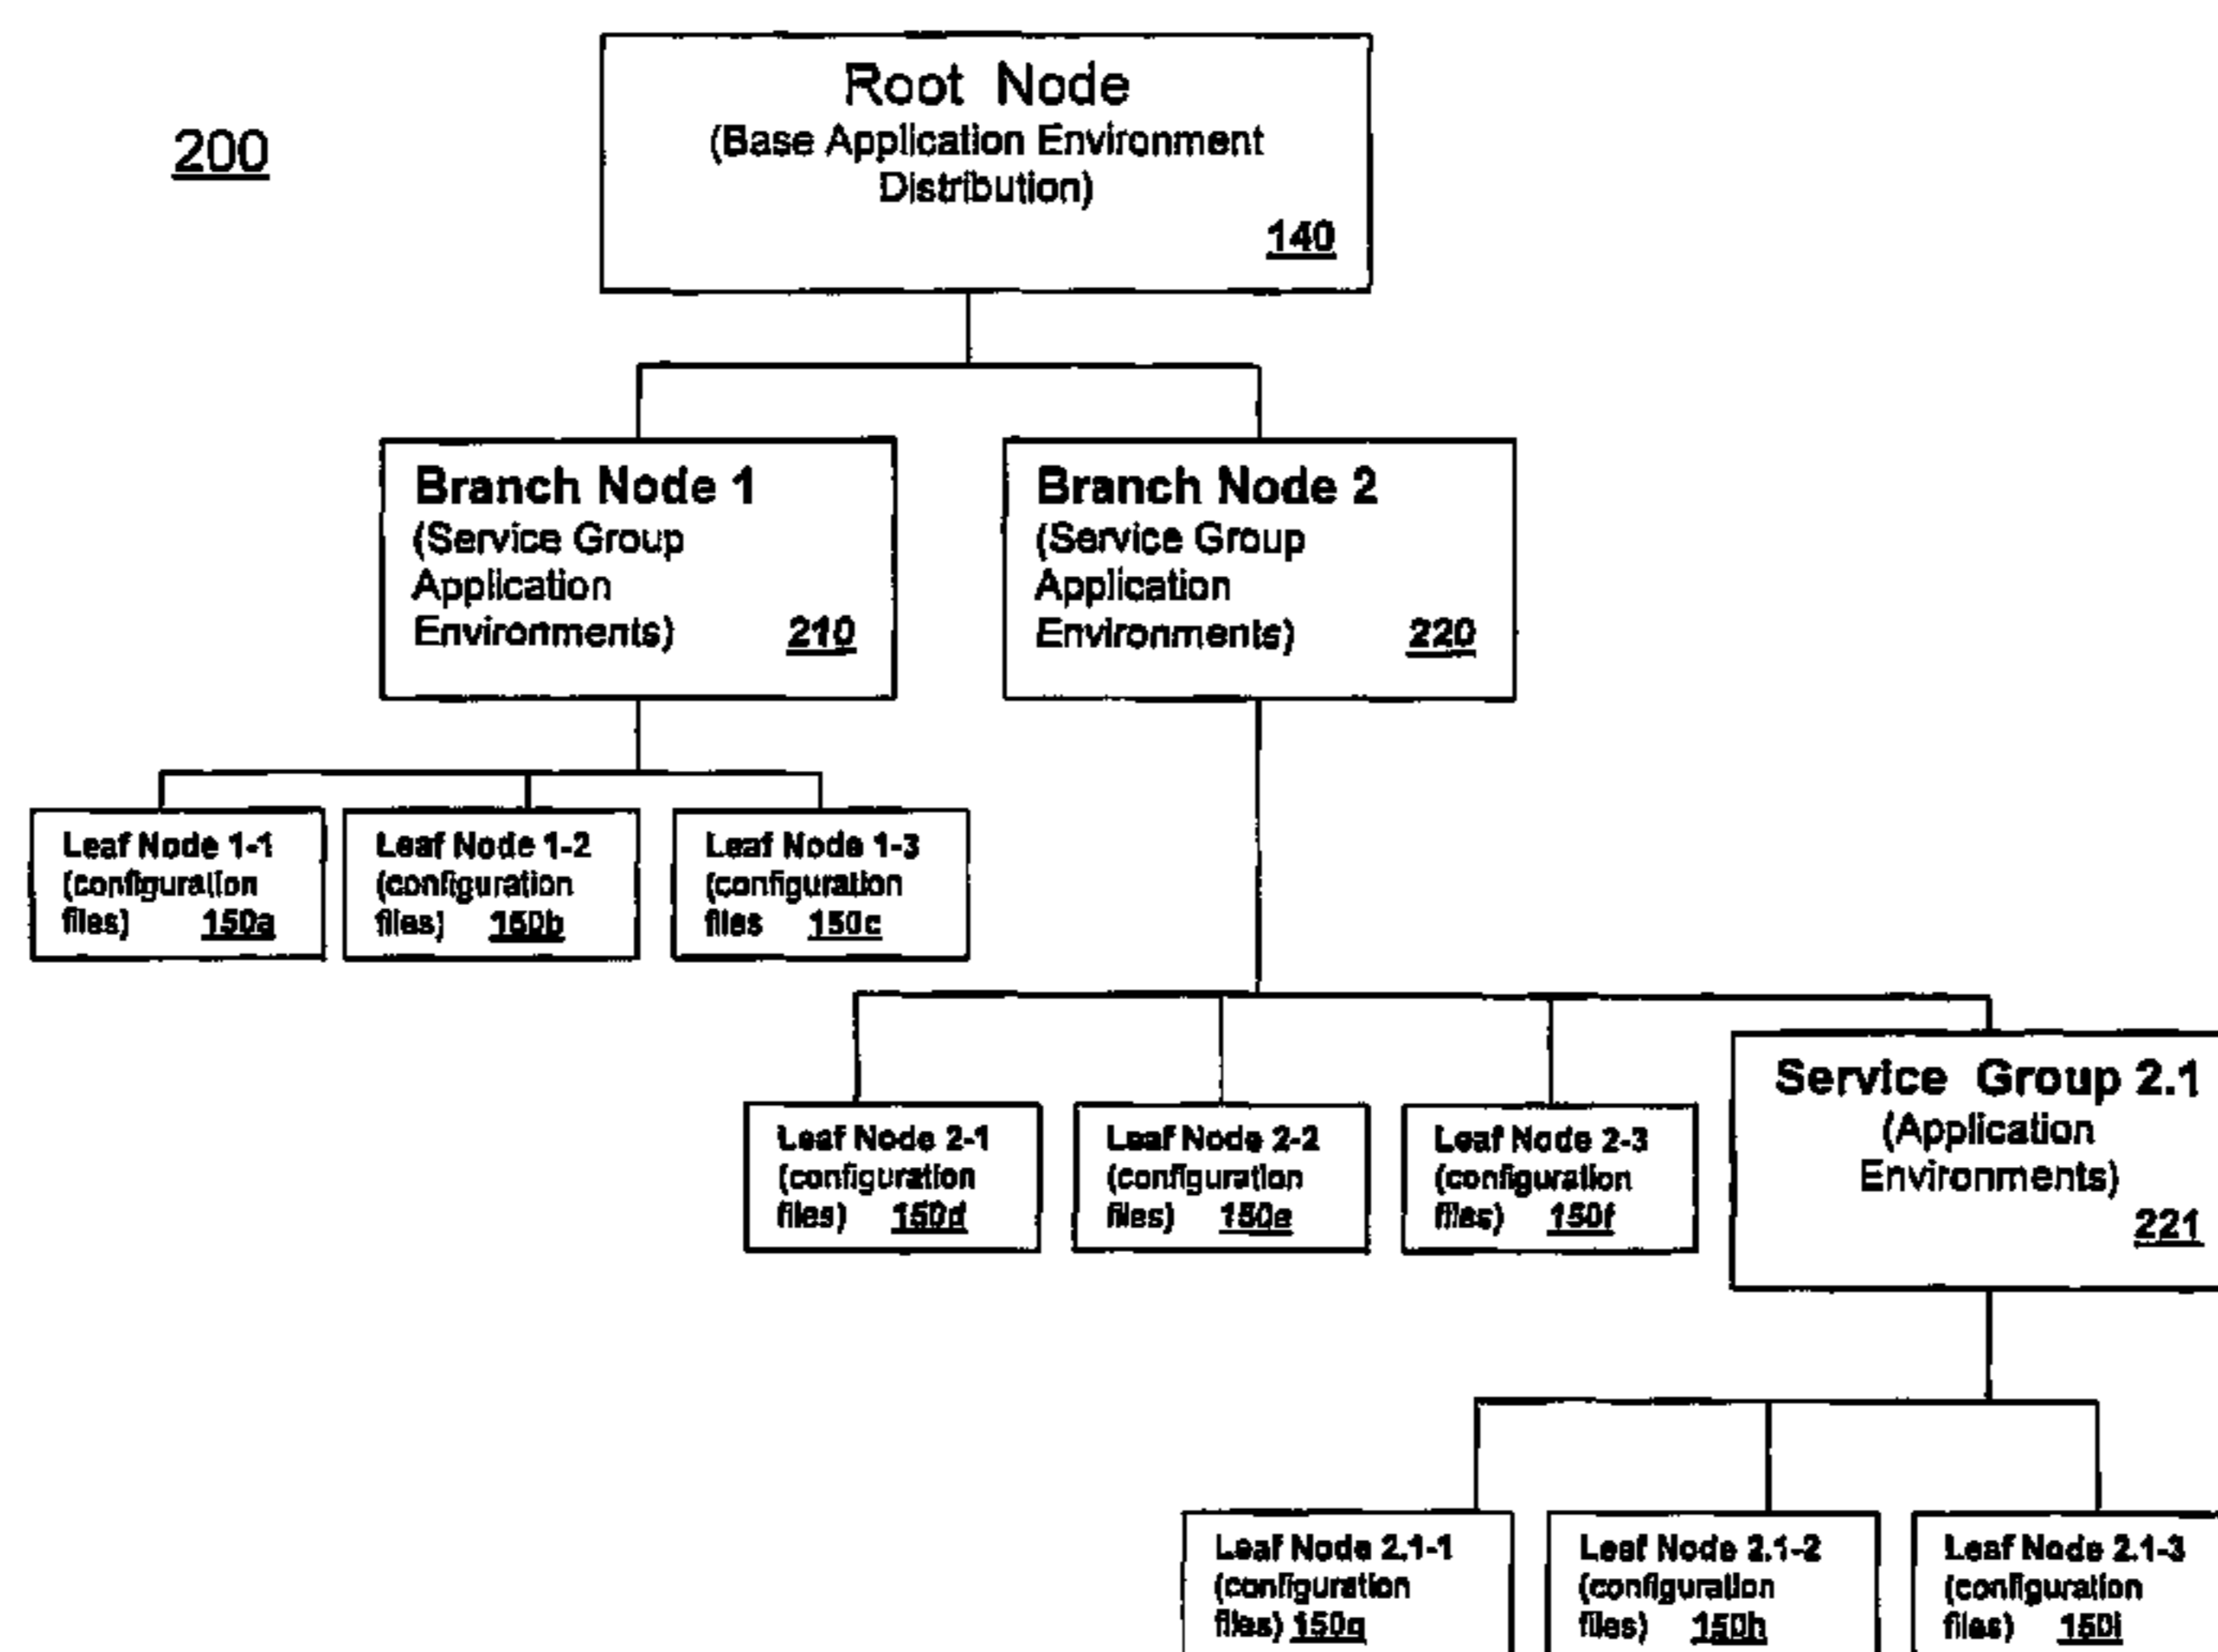 Root Node
(Base Application Environment
Distribution)
140
200
Branch Node 1
(Service Group
Application
Environments) 210
Branch Node 2
(Service Group
Application
Environments) 220
Leaf Node 1-1
(configuration
files) 150a
Leaf Node 1-2
(configuration
files) 150b
Leaf Node 1-3
(configuration
files 150c
Leaf Node 2-1
(configuration
files) 150d
Leaf Node 2-2
(configuration
files) 150e
Leaf Node 2-3
(configuration
files) 150f
Service Group 2.1
(Application
Environments)
221
Leaf Node 2.1-1
(configuration
files) 150g
Leaf Node 2.1-2
(configuration
files) 150h
Leaf Node 2.1-3
(configuration
files) 150i